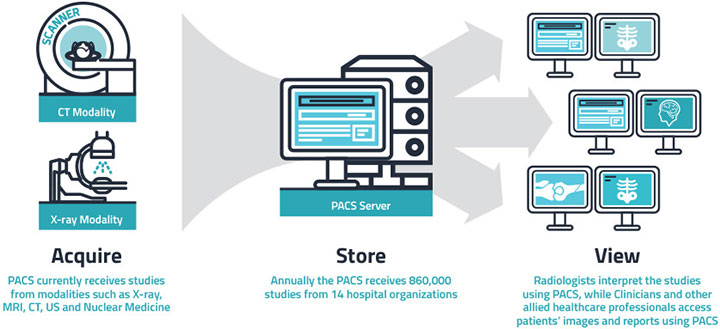 SCANNER
CT Modality
X-ray Modality
Acquire
PACS currently receives studies
from modalities such as X-ray,
MRI, CT, US and Nuclear Medicine
PACS Server
Store
Annually the PACS receives 860,000
studies from 14 hospital organizations
View
Radiologists interpret the studies
using PACS, while Clinicians and other
allied healthcare professionals access
patients' images and reports using PACS